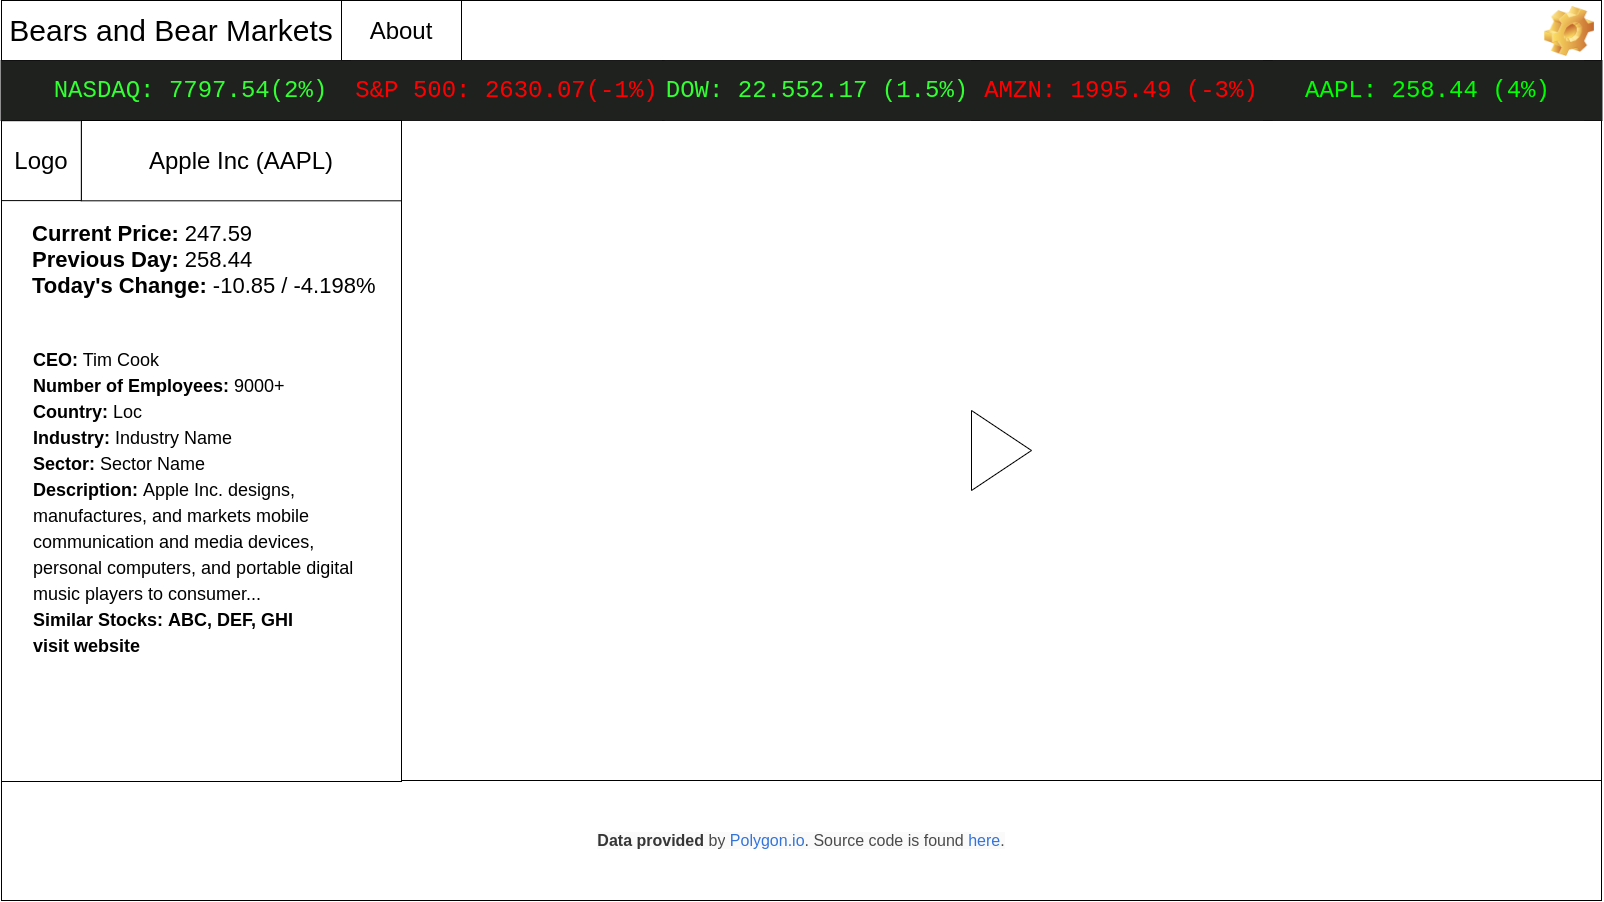 Bears and Bear Markets
About
NASDAQ: 7797.54(2%) S&P 500: 2630.07(-1%) DOW: 22.552.17 (1.5%) AMZN: 1995.49 (-3%) AAPL: 258.44 (4%)
Logo
Apple Inc (AAPL)
Current Price: 247.59
Previous Day: 258.44
Today's Change: -10.85 / -4.198%
CEO: Tim Cook
Number of Employees: 9000+
Country: Loc
Industry: Industry Name
Sector: Sector Name
Description: Apple Inc. designs,
manufactures, and markets mobile
communication and media devices,
personal computers, and portable digital
music players to consumer...
Similar Stocks: ABC, DEF, GHI
visit website
Data provided by Polygon.io. Source code is found here.